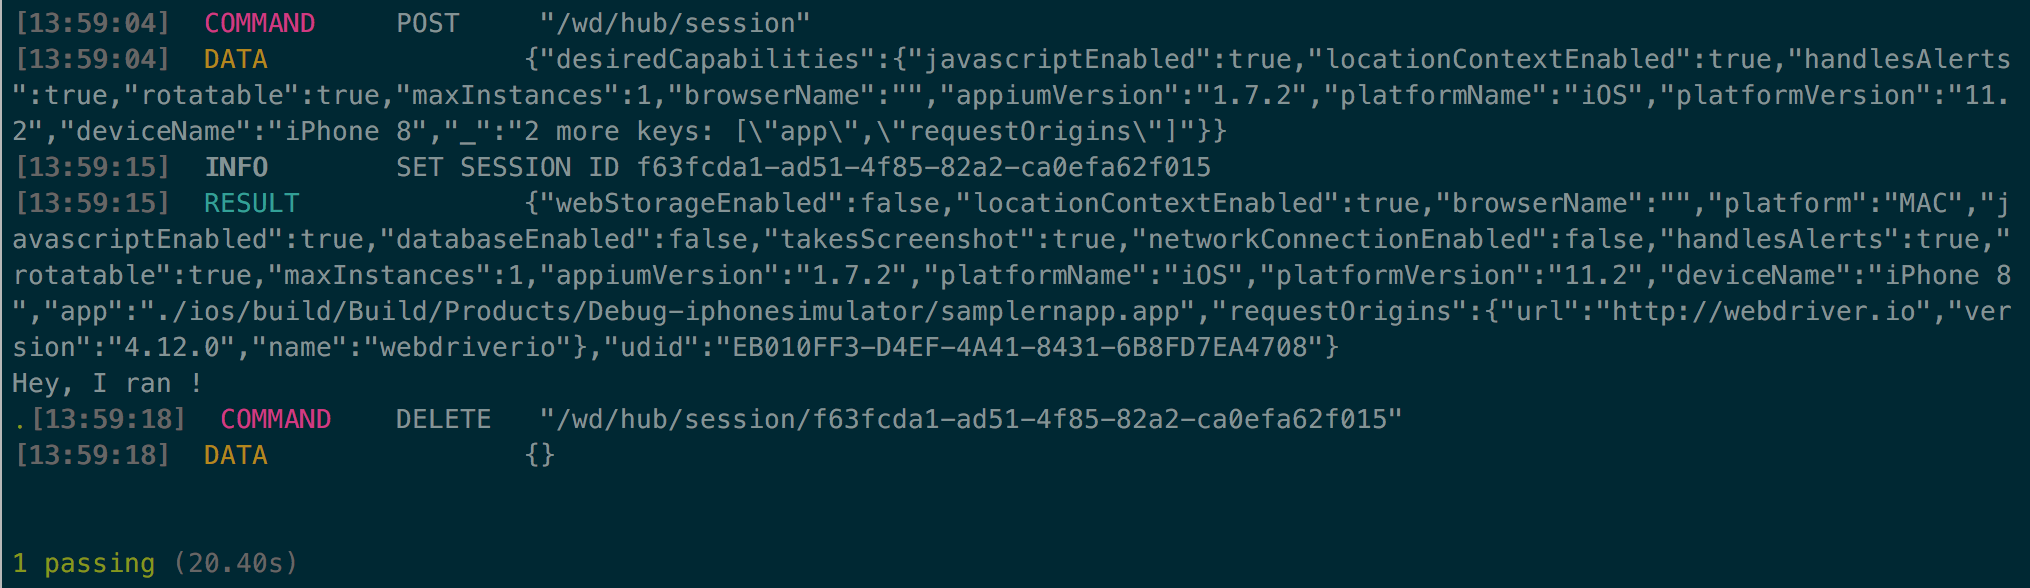 [13:59:04]  COMMAND     POST     "/wd/hub/session"
[13:59:04]  DATA                {"desiredCapabilities":{"javascriptEnabled":true,"locationContextEnabled":true,"handlesAlerts
":true,"rotatable":true,"maxInstances":1,"browserName":"","appiumVersion":"1.7.2","platformName":"iOS","platformVersion":"11.
2","deviceName":"iPhone 8","_":"2 more keys: [\"app\",\"requestOrigins\"]"}}
[13:59:15]  INFO        SET SESSION ID f63fcda1-ad51-4f85-82a2-ca0efa62f015
[13:59:15]  RESULT              {"webStorageEnabled":false,"locationContextEnabled":true,"browserName":"","platform":"MAC","j
avascriptEnabled":true,"databaseEnabled":false,"takesScreenshot":true,"networkConnectionEnabled":false,"handlesAlerts":true,"
rotatable":true,"maxInstances":1,"appiumVersion":"1.7.2","platformName":"iOS","platformVersion":"11.2","deviceName":"iPhone 8
","app":"./ios/build/Build/Products/Debug-iphonesimulator/samplernapp.app","requestOrigins":{"url":"http://webdriver.io","ver
sion":"4.12.0","name":"webdriverio"},"udid":"EB010FF3-D4EF-4A41-8431-6B8FD7EA4708"}
Hey, I ran !
.[13:59:18]  COMMAND    DELETE   "/wd/hub/session/f63fcda1-ad51-4f85-82a2-ca0efa62f015"
[13:59:18]  DATA                {}
1 passing (20.40s)